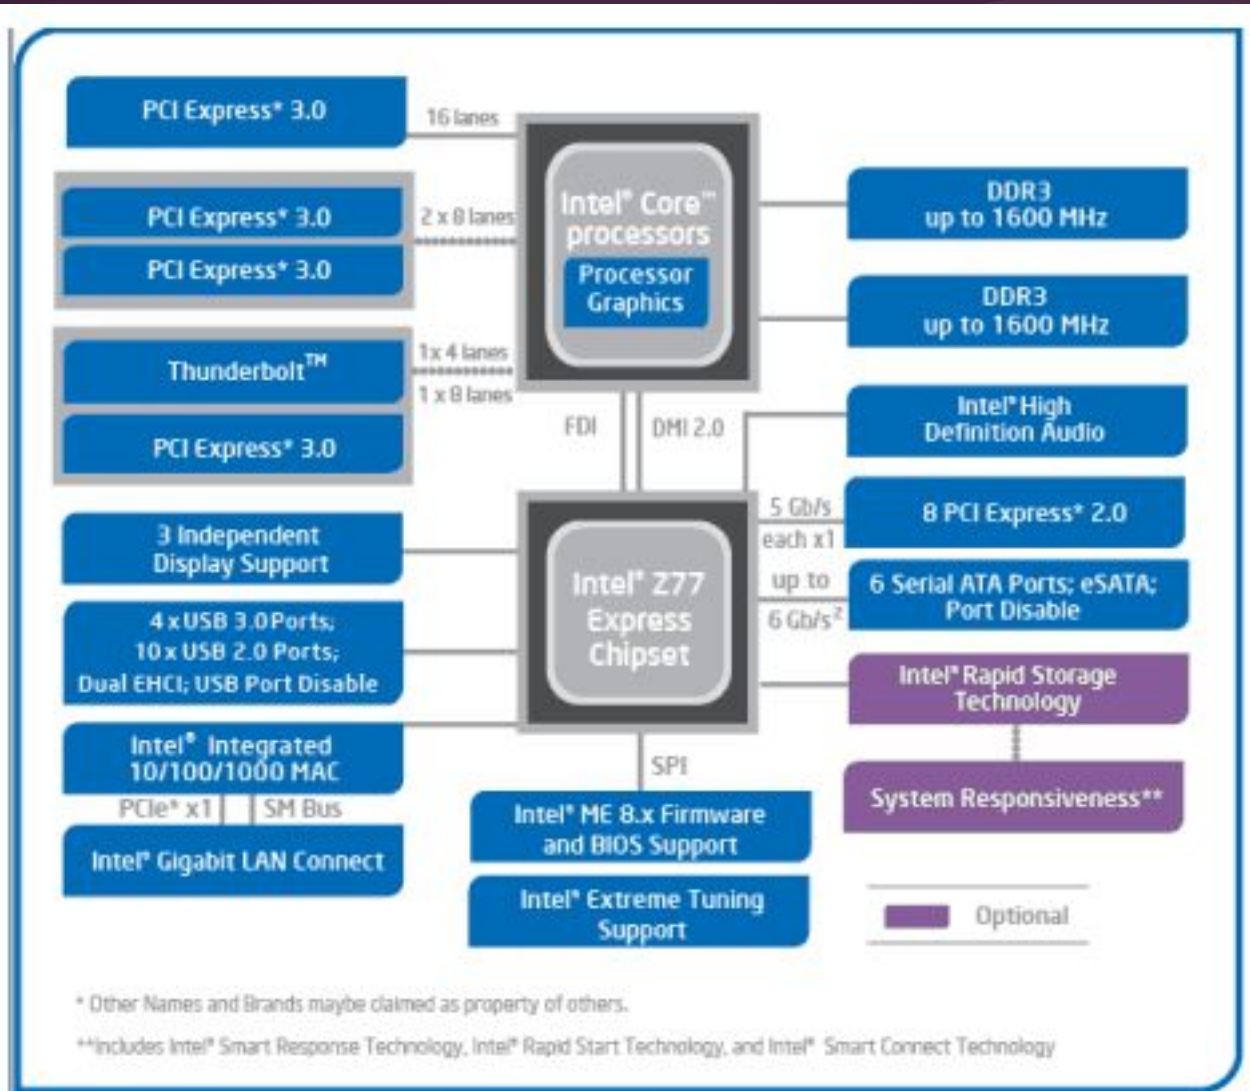 PCI Express* 3.0
16 lanes
PCI Express* 3.0
2 x 8 lanes
PCI Express* 3.0
Thunderbolt™
1x 4 lanes
1 x 8 lanes
PCI Express* 3.0
Intel® Core™
processors
Processor
Graphics
DDR3
up to 1600 MHz
DDR3
up to 1600 MHz
FDI
DMI 2.0
Intel® High
Definition Audio
5 Gb/s
each x1
8 PCI Express* 2.0
up to
6 Gb/s²
6 Serial ATA Ports; eSATA;
Port Disable
3 Independent
Display Support
Intel® Z77
Express
Chipset
4 x USB 3.0 Ports;
10 x USB 2.0 Ports;
Dual EHCI; USB Port Disable
Intel® Rapid Storage
Technology
Intel® Integrated
10/100/1000 MAC
PCIe* x1
SM Bus
Intel® Gigabit LAN Connect
SPI
Intel® ME 8.x Firmware
and BIOS Support
Intel® Extreme Tuning
Support
System Responsiveness**
Optional
* Other Names and Brands maybe claimed as property of others.
**Includes Intel® Smart Response Technology, Intel® Rapid Start Technology, and Intel® Smart Connect Technology